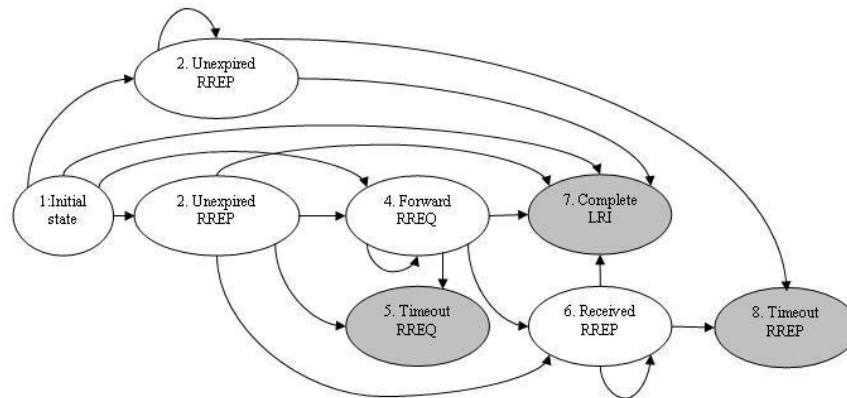 2. Unexpired
RREP
1:Initial
state
2. Unexpired
RREP
4. Forward
RREQ
7. Complete
LRI
5. Timeout
RREQ
6. Received
RREP
8. Timeout
RREP